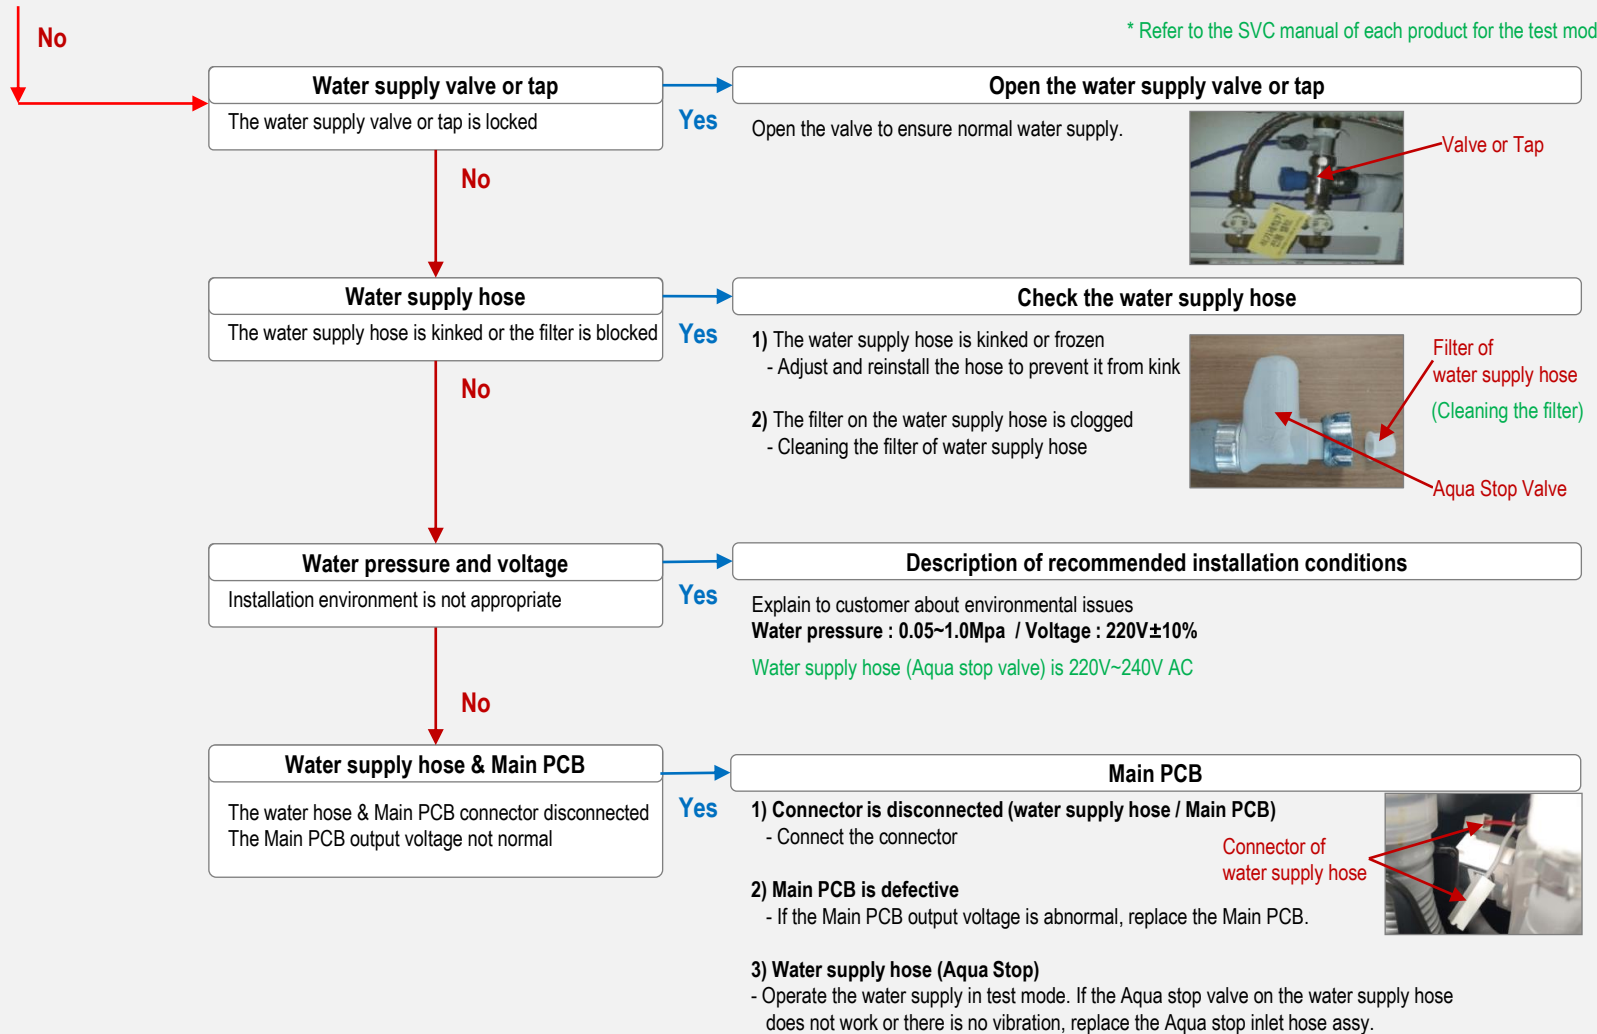 No
* Refer to the SVC manual of each product for the test mod
Water supply valve or tap
The water supply valve or tap is locked
Yes
Open the water supply valve or tap
Open the valve to ensure normal water supply.
Valve or Tap
No
Water supply hose
The water supply hose is kinked or the filter is blocked
Yes
Check the water supply hose
1) The water supply hose is kinked or frozen
- Adjust and reinstall the hose to prevent it from kink
2) The filter on the water supply hose is clogged
- Cleaning the filter of water supply hose
Filter of
water supply hose
(Cleaning the filter)
Aqua Stop Valve
No
Water pressure and voltage
Installation environment is not appropriate
Yes
Description of recommended installation conditions
Explain to customer about environmental issues
Water pressure : 0.05~1.0Mpa / Voltage : 220V±10%
Water supply hose (Aqua stop valve) is 220V~240V AC
No
Water supply hose & Main PCB
The water hose & Main PCB connector disconnected
The Main PCB output voltage not normal
Yes
Main PCB
1) Connector is disconnected (water supply hose / Main PCB)
- Connect the connector
Connector of
water supply hose
2) Main PCB is defective
- If the Main PCB output voltage is abnormal, replace the Main PCB.
3) Water supply hose (Aqua Stop)
- Operate the water supply in test mode. If the Aqua stop valve on the water supply hose
does not work or there is no vibration, replace the Aqua stop inlet hose assy.